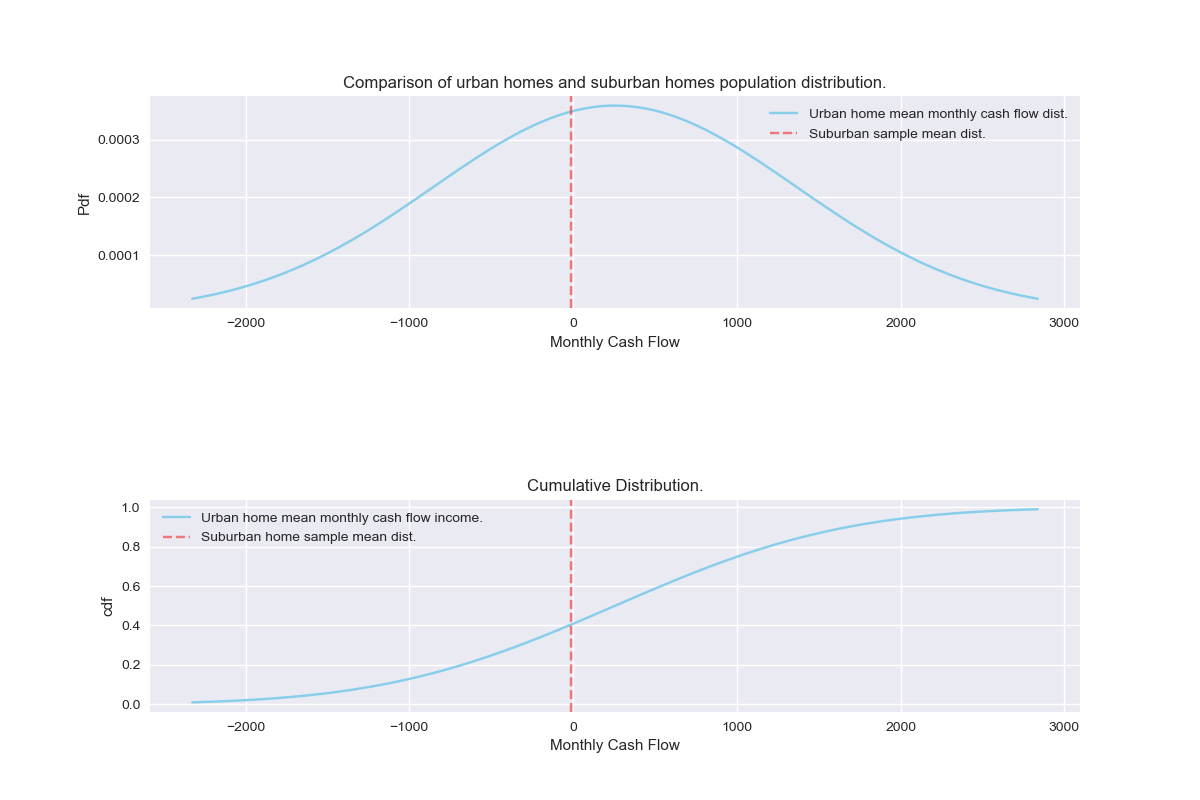 Comparison of urban homes and suburban homes population distribution.
Urban home mean monthly cash flow dist.
Suburban sample mean dist.
0.0003
0.0002
0.0001
Pdf
−2000 −1000 0 1000 2000 3000
Monthly Cash Flow
Cumulative Distribution.
Urban home mean monthly cash flow income.
Suburban home sample mean dist.
1.0
0.8
0.6
0.4
0.2
0.0
cdf
−2000 −1000 0 1000 2000 3000
Monthly Cash Flow